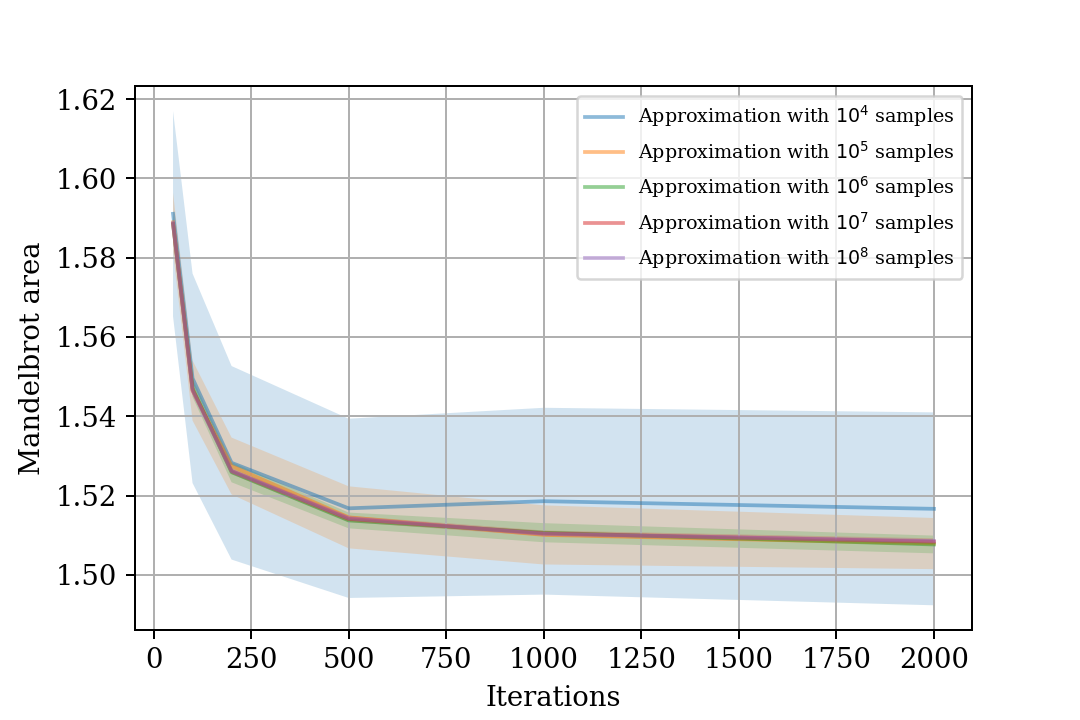 1.62
1.60
1.58
1.56
1.54
1.52
1.50
Mandelbrot area
Approximation with 10⁴ samples
Approximation with 10⁵ samples
Approximation with 10⁶ samples
Approximation with 10⁷ samples
Approximation with 10⁸ samples
0 250 500 750 1000 1250 1500 1750 2000
Iterations